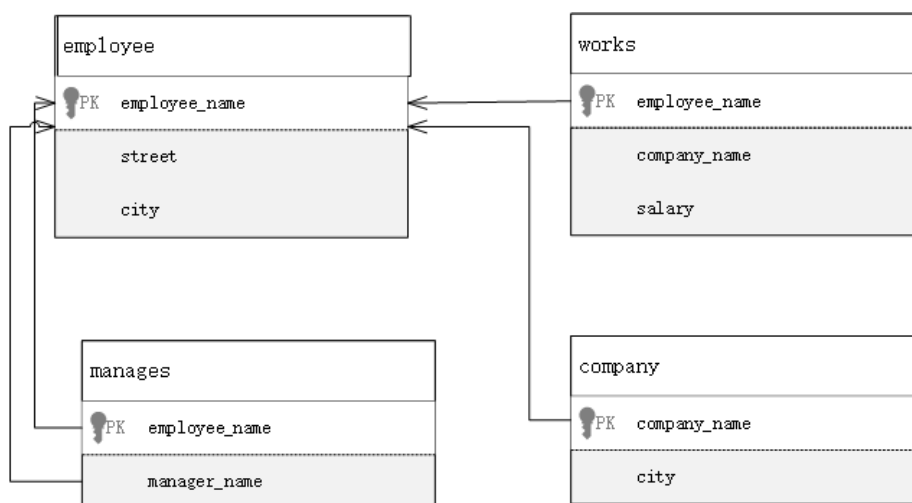 employee
PK employee_name
street
city
works
PK employee_name
company_name
salary
manages
PK employee_name
manager_name
company
PK company_name
city